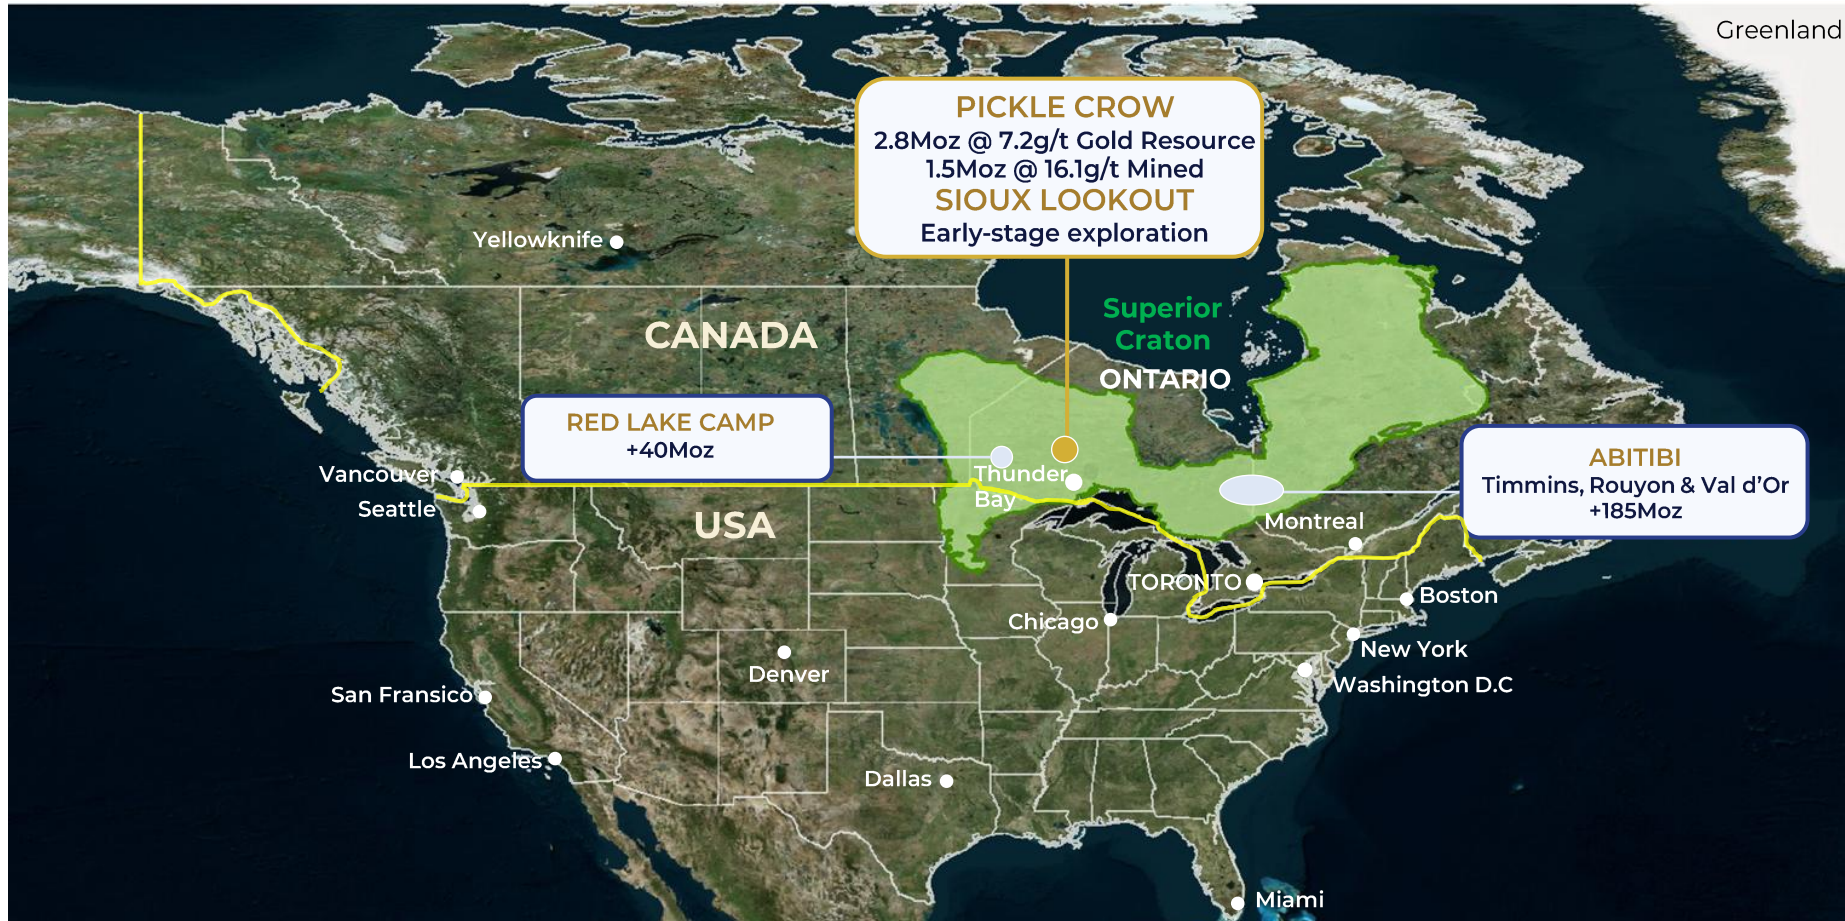 Greenland
PICKLE CROW
2.8Moz @ 7.2g/t Gold Resource
1.5Moz @ 16.1g/t Mined
SIOUX LOOKOUT
Early-stage exploration
Yellowknife
Superior
Craton
CANADA
ONTARIO
RED LAKE CAMP
+40Moz
ABITIBI
Timmins, Rouyon & Val d’Or
+185Moz
Vancouver
Thunder
Bay
Seattle
USA
Montreal
TORONTO
Boston
Chicago
New York
Denver
Washington D.C
San Fransico
Los Angeles
Dallas
Miami